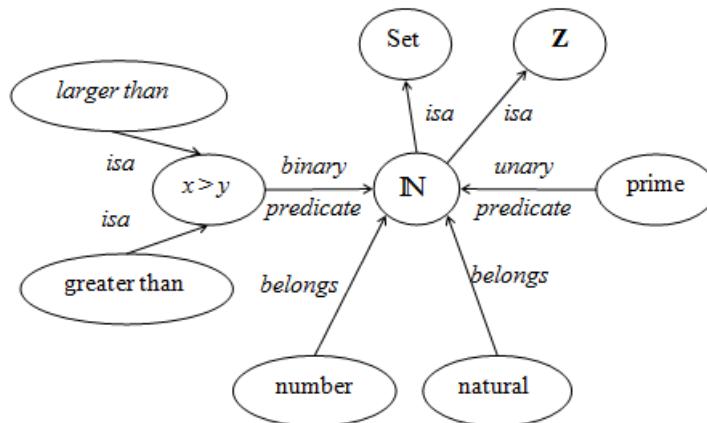 Set
Z
larger than
isa
isa
isa
x > y
binary
predicate
ℕ
unary
predicate
prime
isa
greater than
belongs
belongs
number
natural